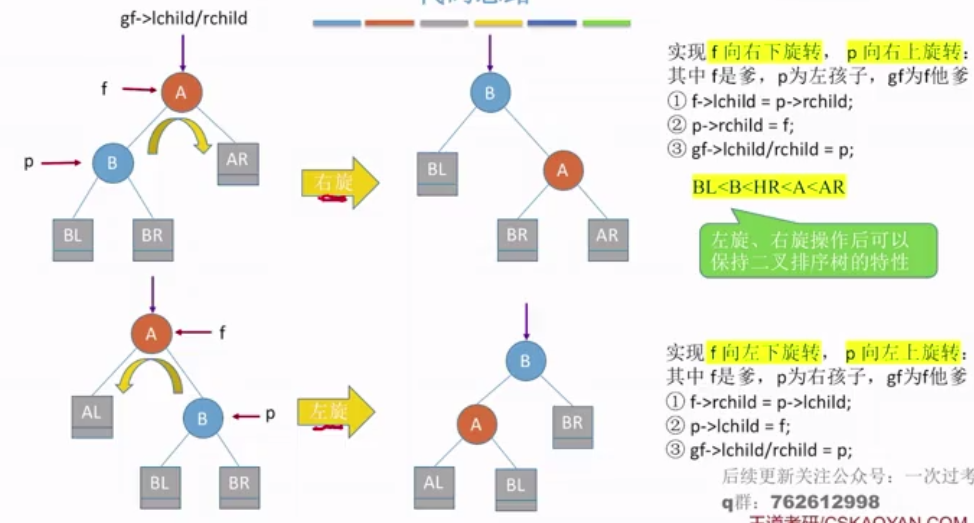 gf->lchild/rchild
f
A
p
B
AR
BL
BR
右旋
B
BL
A
BR
AR
实现 f 向右下旋转， p 向右上旋转：
其中 f是爹，p为左孩子，gf为f他爹
① f->lchild = p->rchild;
② p->rchild = f;
③ gf->lchild/rchild = p;
BL<B<HR<A<AR
左旋、右旋操作后可以
保持二叉排序树的特性
A
f
AL
B
p
BL
BR
左旋
B
A
BR
AL
BL
实现 f 向左下旋转， p 向左上旋转：
其中 f是爹，p为右孩子，gf为f他爹
① f->rchild = p->lchild;
② p->lchild = f;
③ gf->lchild/rchild = p;
后续更新关注公众号：一次过考
q群：762612998
王道考研/CSKAOYAN.COM